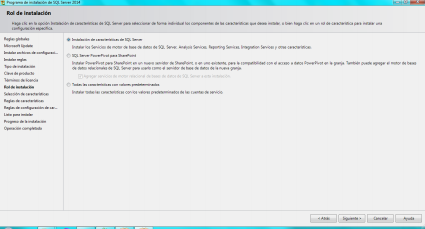 Programa de instalación de SQL Server 2014
Rol de instalación
Haga clic en la opción Instalación de características de SQL Server para seleccionar de forma individual los componentes de las características que desea instalar, o bien haga clic en un rol de características para instalar una
configuración específica.
Reglas globales
Microsoft Update
Instalar archivos de configuraci...
Instalar reglas
Tipo de instalación
Clave de producto
Términos de licencia
Rol de instalación
Selección de características
Reglas de características
Reglas de configuración de car...
Listo para instalar
Progreso de la instalación
Operación completada
Instalación de características de SQL Server
Instalar los Servicios de motor de base de datos de SQL Server, Analysis Services, Reporting Services, Integration Services y otras características.
SQL Server PowerPivot para SharePoint
Instalar PowerPivot para SharePoint en un nuevo servidor de SharePoint, o en uno existente, para la compatibilidad con el acceso a datos PowerPivot en la granja. También puede agregar el motor de bases
de datos relacionales de SQL Server para usarlo como el servidor de base de datos de la nueva granja.
Agregar servicios de motor relacional de bases de datos de SQL Server a esta instalación.
Todas las características con valores predeterminados
Instalar todas las características con los valores predeterminados de las cuentas de servicio.
< Atrás
Siguiente >
Cancelar
Ayuda